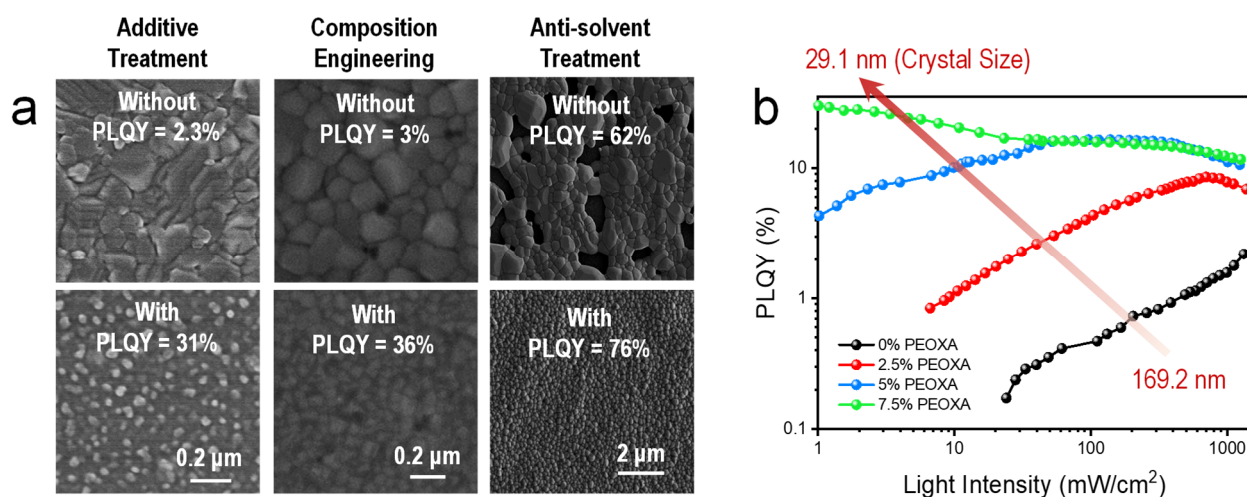 a
Additive
Treatment
Composition
Engineering
Anti-solvent
Treatment
Without
PLQY = 2.3%
Without
PLQY = 3%
Without
PLQY = 62%
With
PLQY = 31%
With
PLQY = 36%
With
PLQY = 76%
0.2 µm
0.2 µm
2 µm
b
29.1 nm (Crystal Size)
169.2 nm
PLQY (%)
10
1
0.1
0% PEOXA
2.5% PEOXA
5% PEOXA
7.5% PEOXA
1 10 100 1000
Light Intensity (mW/cm²)